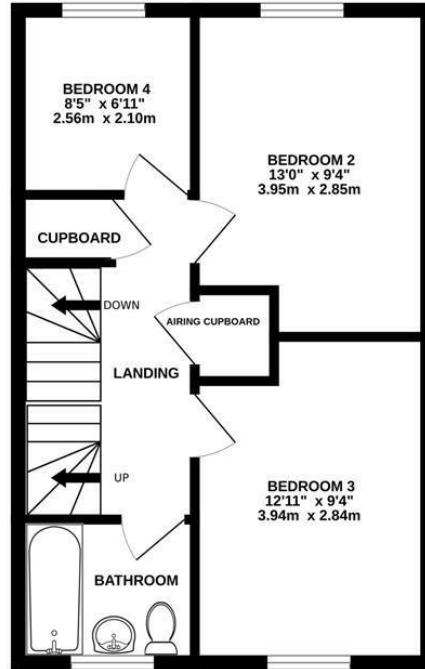 BEDROOM 4
8'5" x 6'11"
2.56m x 2.10m
BEDROOM 2
13'0" x 9'4"
3.95m x 2.85m
CUPBOARD
DOWN
AIRING CUPBOARD
LANDING
UP
BEDROOM 3
12'11" x 9'4"
3.94m x 2.84m
BATHROOM